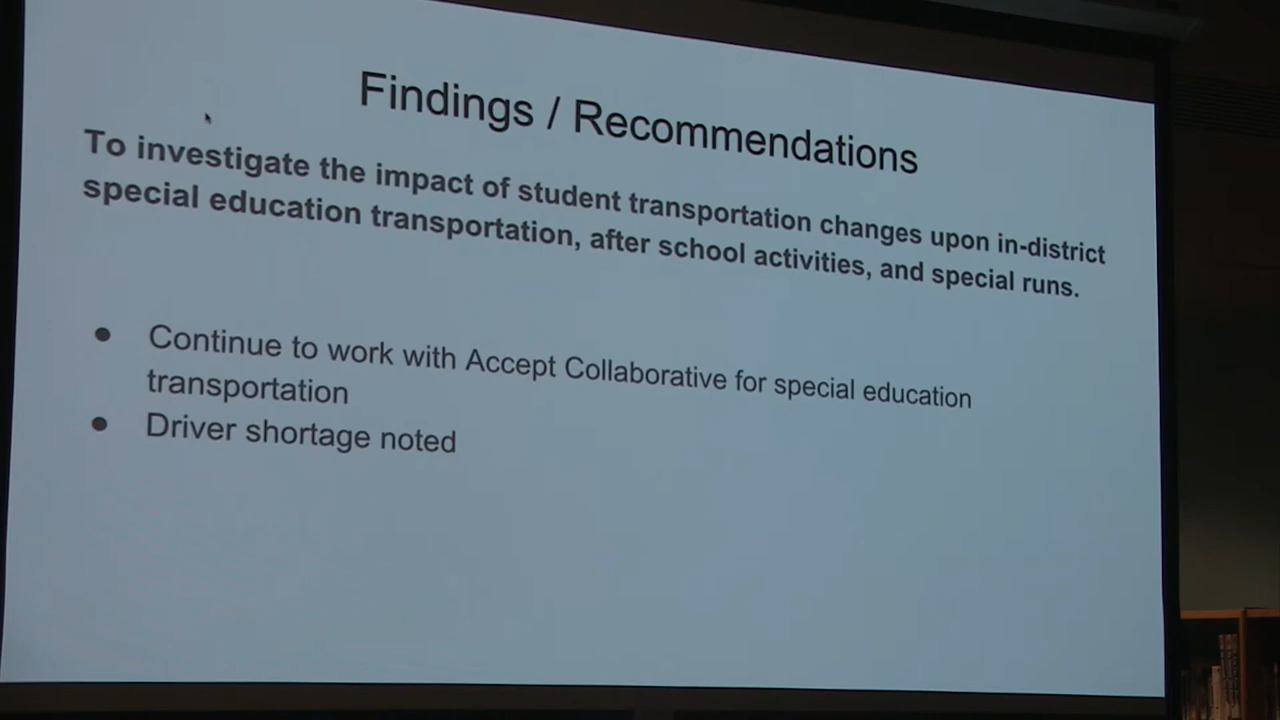 Findings / Recommendations
To investigate the impact of student transportation changes upon in-district
special education transportation, after school activities, and special runs.
● Continue to work with Accept Collaborative for special education
transportation
● Driver shortage noted